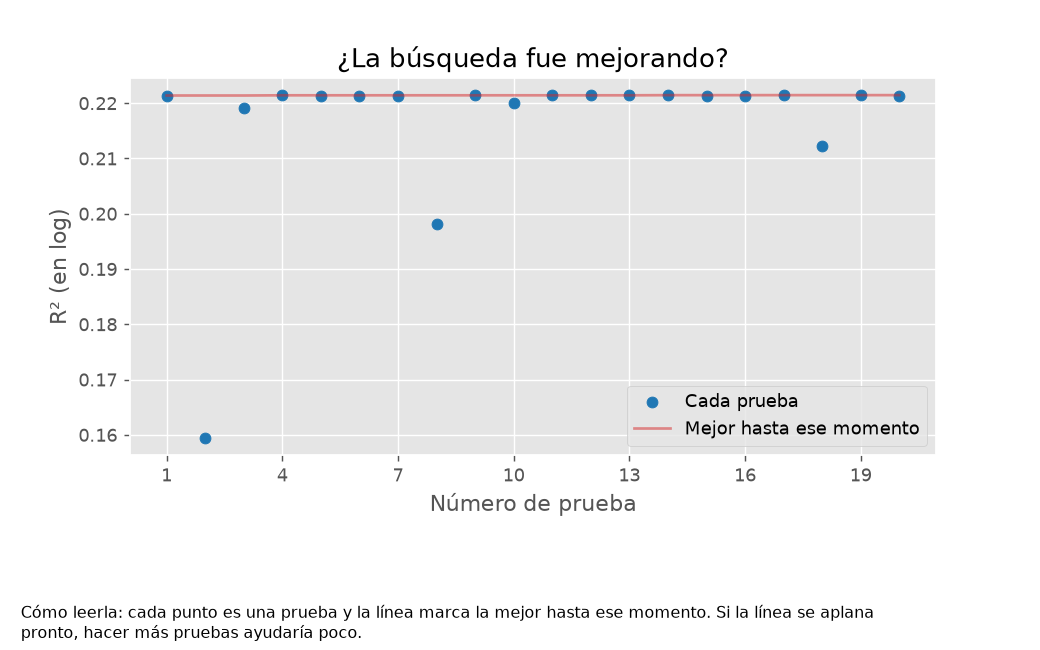 ¿La búsqueda fue mejorando?
R² (en log)
0.22
0.21
0.20
0.19
0.18
0.17
0.16
Cada prueba
Mejor hasta ese momento
1 4 7 10 13 16 19
Número de prueba
Cómo leerla: cada punto es una prueba y la línea marca la mejor hasta ese momento. Si la línea se aplana
pronto, hacer más pruebas ayudaría poco.